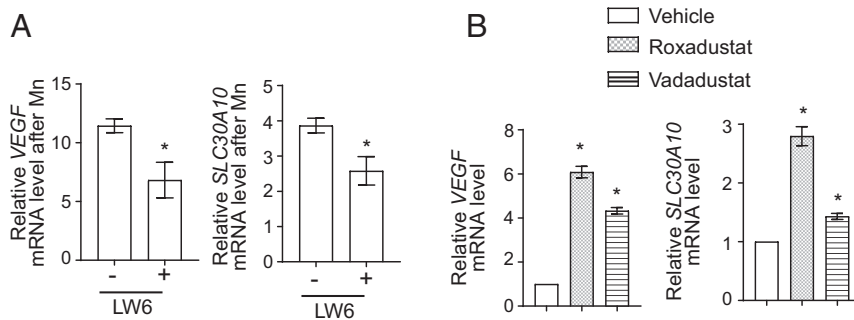 A
Relative VEGF
mRNA level after Mn
15
10
5
0
-
+
LW6
Relative SLC30A10
mRNA level after Mn
5
4
3
2
1
0
-
+
LW6
*
*
B
Vehicle
Roxadustat
Vadadustat
Relative VEGF
mRNA level
8
6
4
2
0
*
*
Relative SLC30A10
mRNA level
3
2
1
0
*
*